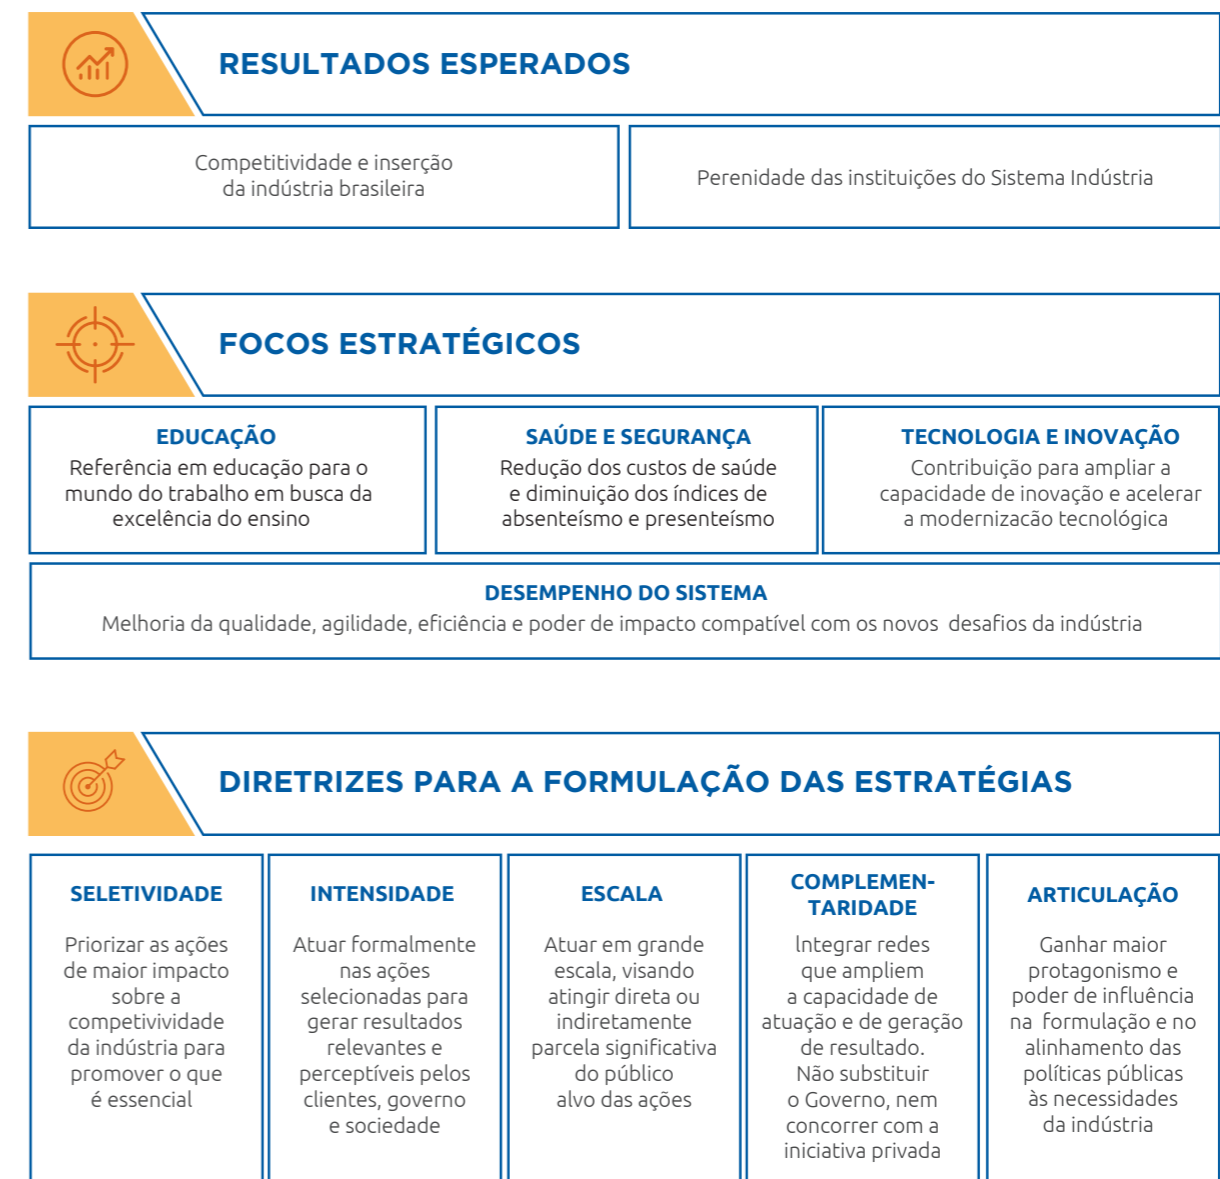 RESULTADOS ESPERADOS
Competitividade e inserção
da indústria brasileira
Perenidade das instituições do Sistema Indústria
FOCOS ESTRATÉGICOS
EDUCAÇÃO
Referência em educação para o
mundo do trabalho em busca da
excelência do ensino
SAÚDE E SEGURANÇA
Redução dos custos de saúde
e diminuição dos índices de
absenteísmo e presenteísmo
TECNOLOGIA E INOVAÇÃO
Contribuição para ampliar a
capacidade de inovação e acelerar
a modernizacão tecnológica
DESEMPENHO DO SISTEMA
Melhoria da qualidade, agilidade, eficiência e poder de impacto compatível com os novos desafios da indústria
DIRETRIZES PARA A FORMULAÇÃO DAS ESTRATÉGIAS
SELETIVIDADE
Priorizar as ações
de maior impacto
sobre a
competivividade
da indústria para
promover o que
é essencial
INTENSIDADE
Atuar formalmente
nas ações
selecionadas para
gerar resultados
relevantes e
perceptíveis pelos
clientes, governo
e sociedade
ESCALA
Atuar em grande
escala, visando
atingir direta ou
indiretamente
parcela significativa
do público
alvo das ações
COMPLEMEN-
TARIDADE
Integrar redes
que ampliem
a capacidade de
atuação e de geração
de resultado.
Não substituir
o Governo, nem
concorrer com a
iniciativa privada
ARTICULAÇÃO
Ganhar maior
protagonismo e
poder de influência
na formulação e no
alinhamento das
políticas públicas
às necessidades
da indústria